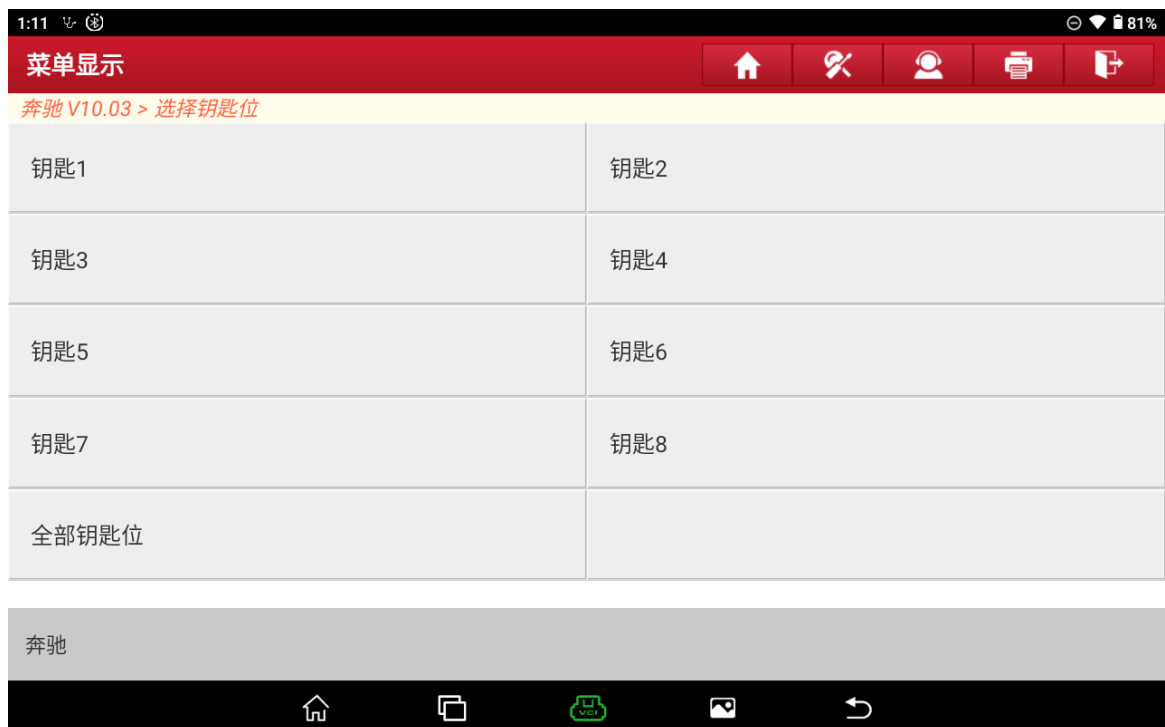 1:11 81%
菜单显示
奔驰 V10.03 > 选择钥匙位
钥匙1 钥匙2
钥匙3 钥匙4
钥匙5 钥匙6
钥匙7 钥匙8
全部钥匙位
奔驰
VCI